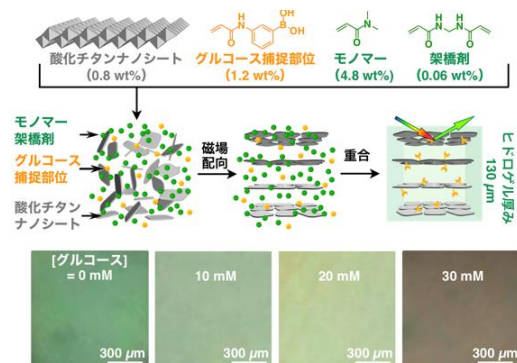 HO
B-OH
H
N
O
N
O
H
N
H
N
O
O
酸化チタンナノシート
(0.8 wt%)
グルコース捕捉部位
(1.2 wt%)
モノマー
(4.8 wt%)
架橋剤
(0.06 wt%)
モノマー
架橋剤
グルコース
捕捉部位
酸化チタン
ナノシート
磁場
配向
重合
ヒドロゲル厚み
130 μm
[グルコース]
= 0 mM
10 mM
20 mM
30 mM
300 μm
300 μm
300 μm
300 μm